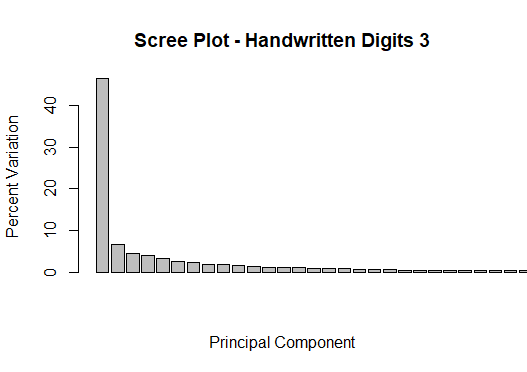 Scree Plot - Handwritten Digits 3
Percent Variation
40
30
20
10
0
Principal Component